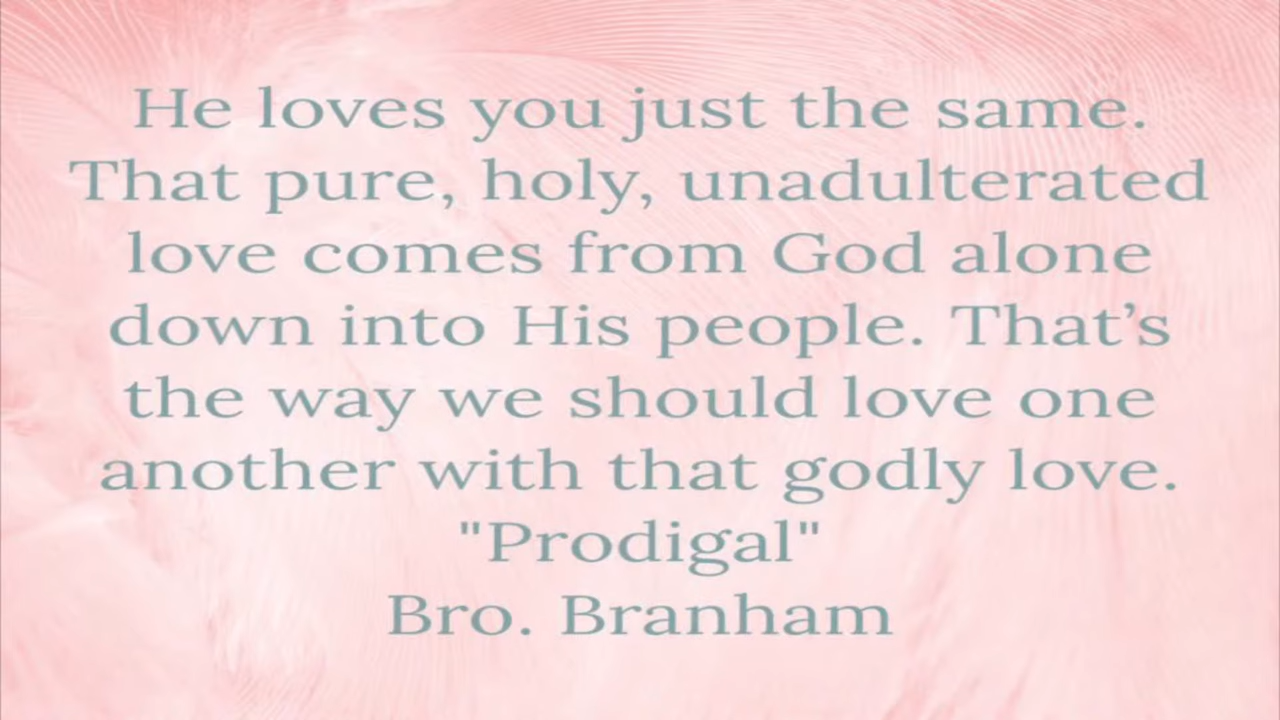 He loves you just the same.
That pure, holy, unadulterated
love comes from God alone
down into His people. That’s
the way we should love one
another with that godly love.
"Prodigal"
Bro. Branham